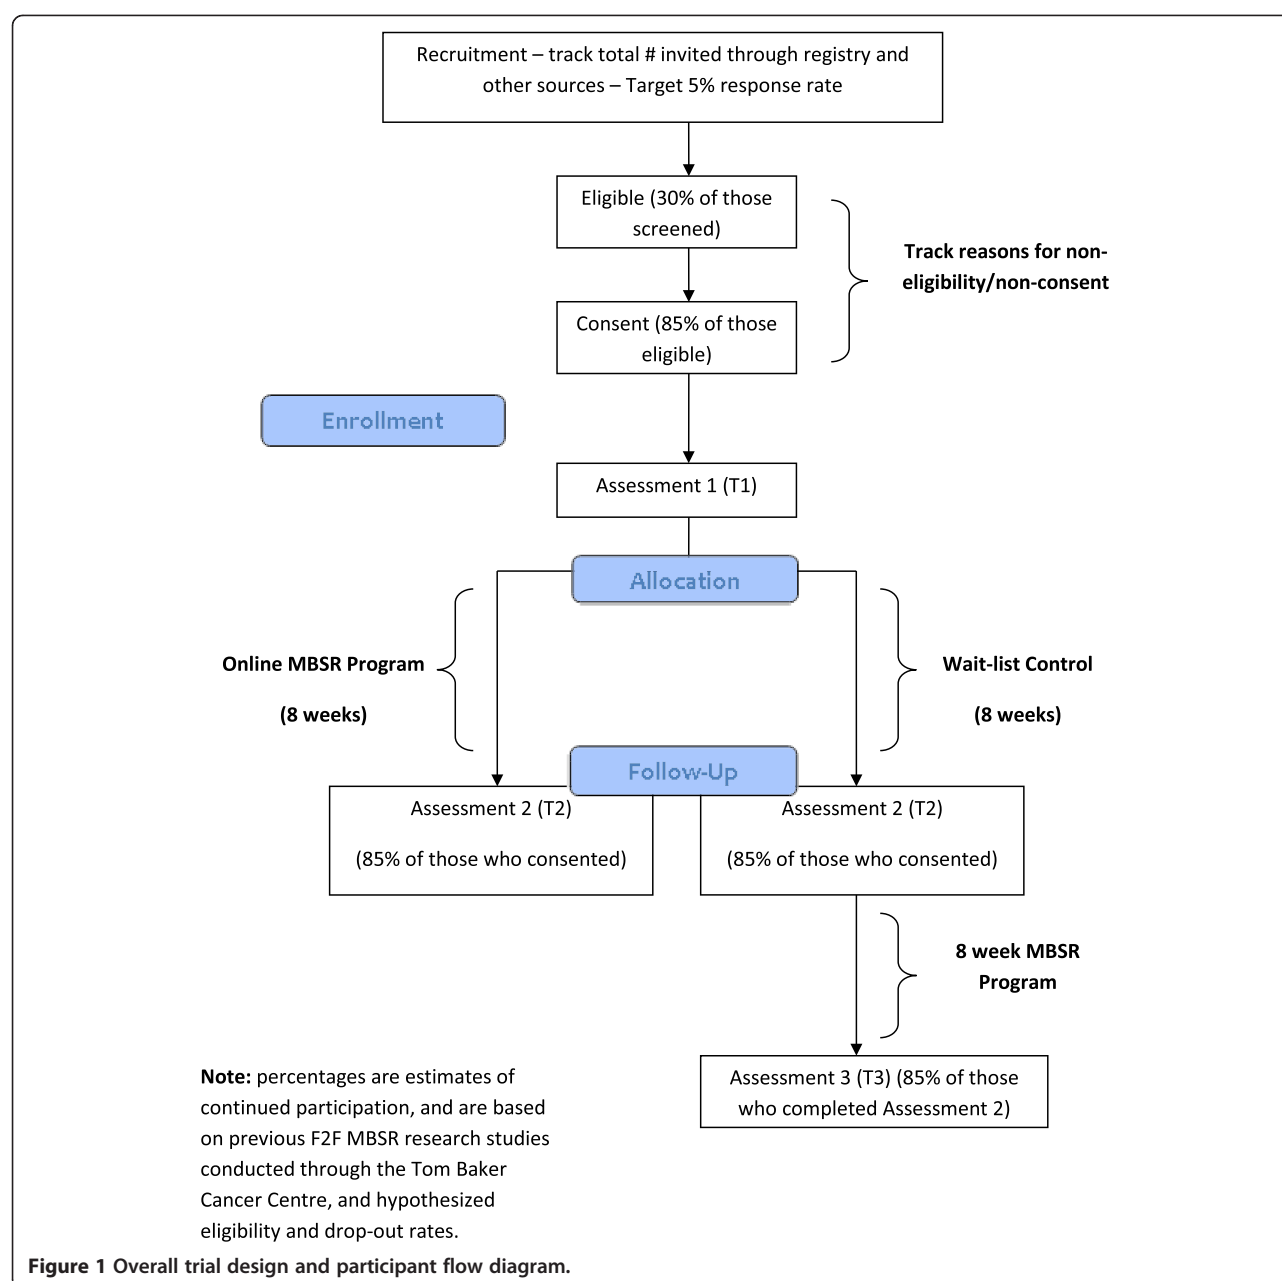 Recruitment – track total # invited through registry and
other sources – Target 5% response rate
Eligible (30% of those
screened)
Track reasons for non-
eligibility/non-consent
Consent (85% of those
eligible)
Enrollment
Assessment 1 (T1)
Allocation
Online MBSR Program
(8 weeks)
Wait-list Control
(8 weeks)
Follow-Up
Assessment 2 (T2)
(85% of those who consented)
Assessment 2 (T2)
(85% of those who consented)
8 week MBSR
Program
Assessment 3 (T3) (85% of those
who completed Assessment 2)
Note: percentages are estimates of
continued participation, and are based
on previous F2F MBSR research studies
conducted through the Tom Baker
Cancer Centre, and hypothesized
eligibility and drop-out rates.
Figure 1 Overall trial design and participant flow diagram.